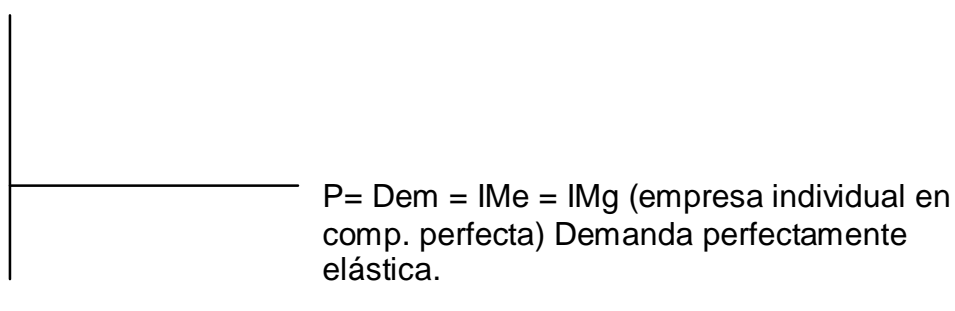 P= Dem = IMe = IMg (empresa individual en
comp. perfecta) Demanda perfectamente
elástica.